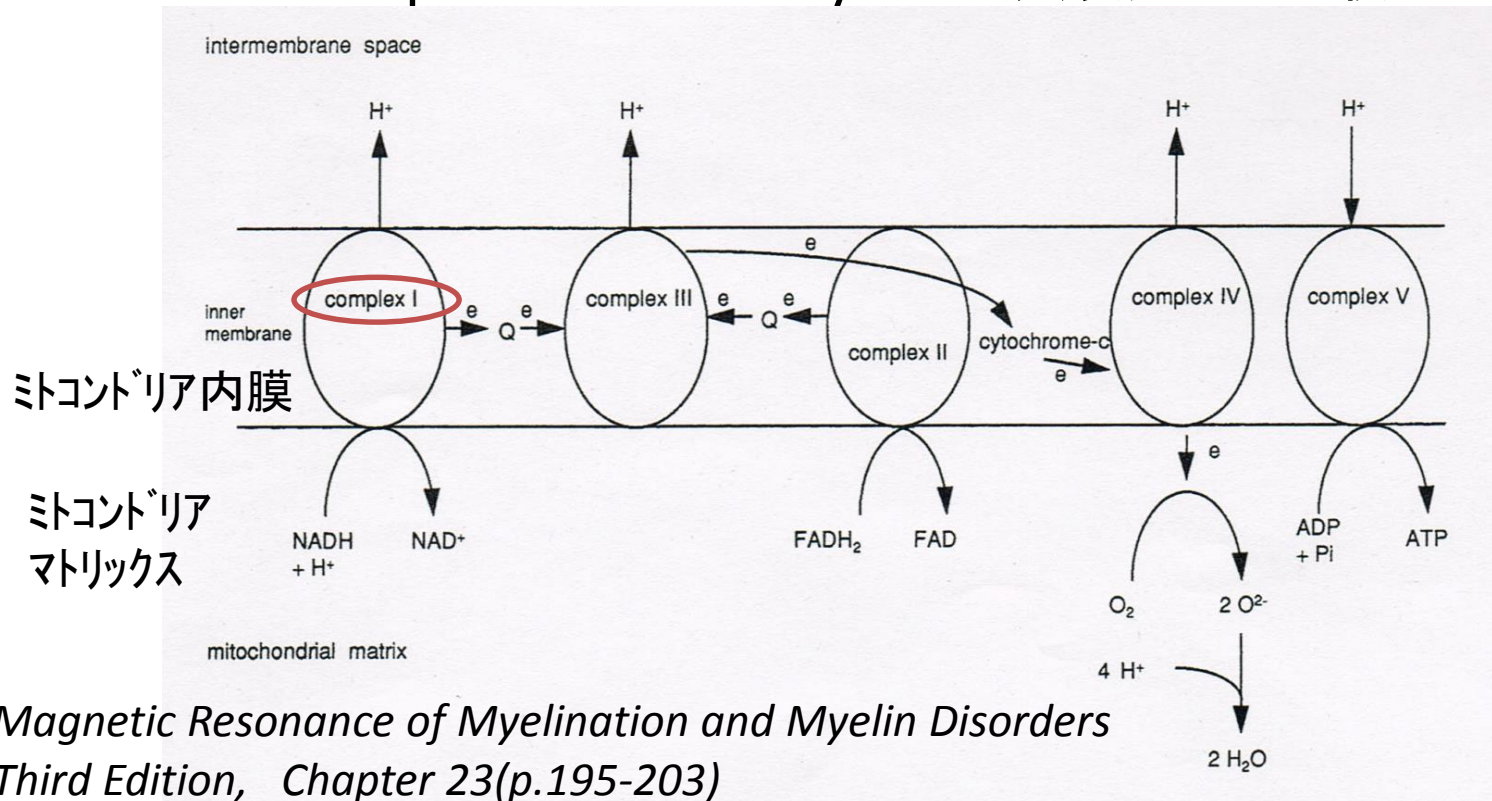 intermembrane space
H⁺ H⁺ H⁺ H⁺
e
complex I complex III complex IV complex V
e e e e
inner
membrane
Q Q cytochrome-c
complex II
e
ミトコンドリア内膜
e
ミトコンドリア
マトリックス
NADH NAD⁺ FADH₂ FAD ADP ATP
+ H⁺ + Pi
O₂ 2 O²⁻
mitochondrial matrix
4 H⁺
Magnetic Resonance of Myelination and Myelin Disorders
2 H₂O
Third Edition, Chapter 23(p.195-203)